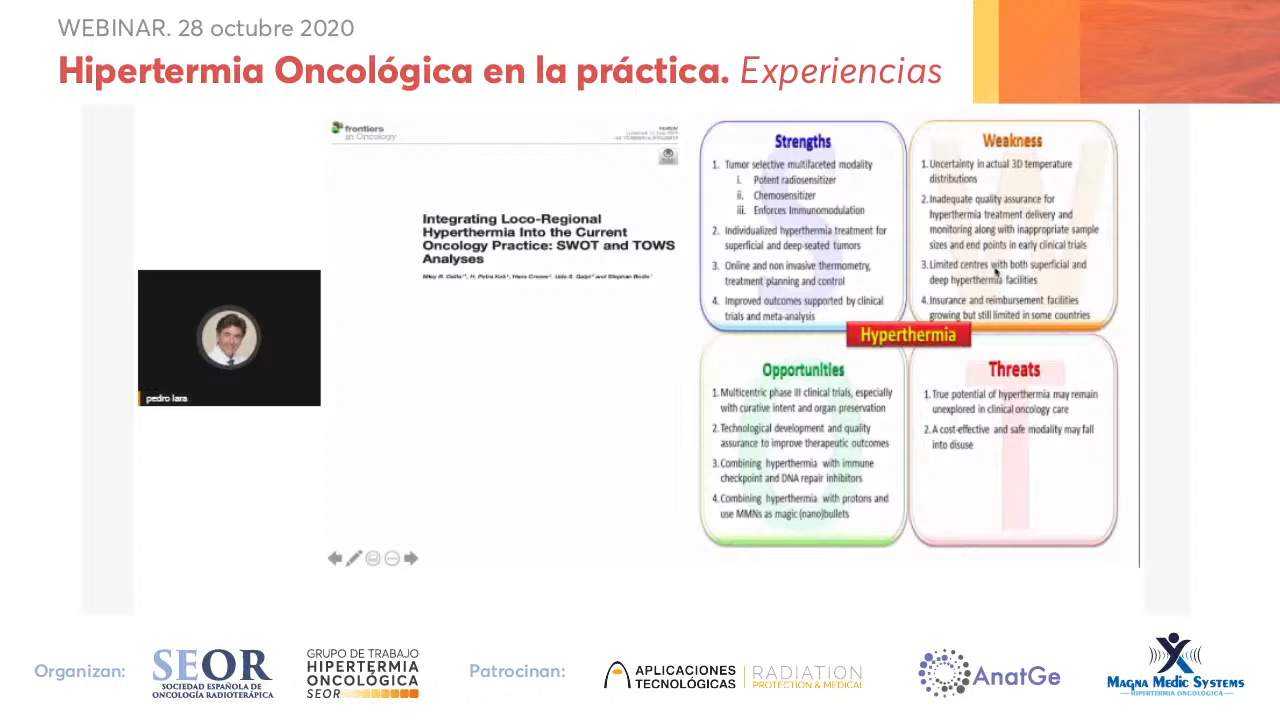 WEBINAR. 28 octubre 2020
Hipertermia Oncológica en la práctica. Experiencias
frontiers
in Oncology
Integrating Loco-Regional
Hyperthermia Into the Current
Oncology Practice: SWOT and TOWS
Analyses
pedro lara
Strengths
1. Tumor selective multifaceted modality
i. Potent radiosensitizer
ii. Chemosensitizer
iii. Enforces Immunomodulation
2. Individualized hyperthermia treatment for
superficial and deep-seated tumors
3. Online and non invasive thermometry,
treatment planning and control
4. Improved outcomes supported by clinical
trials and meta-analysis
Weakness
1. Uncertainty in actual 3D temperature
distributions
2. Inadequate quality assurance for
hyperthermia treatment delivery and
monitoring along with inappropriate sample
sizes and end points in early clinical trials
3. Limited centres with both superficial and
deep hyperthermia facilities
4. Insurance and reimbursement facilities
growing but still limited in some countries
Hyperthermia
Opportunities
1. Multicentric phase III clinical trials, especially
with curative intent and organ preservation
2. Technological development and quality
assurance to improve therapeutic outcomes
3. Combining hyperthermia with immune
checkpoint and DNA repair inhibitors
4. Combining hyperthermia with protons and
use MMNs as magic (nano)bullets
Threats
1. True potential of hyperthermia may remain
unexplored in clinical oncology care
2. A cost-effective and safe modality may fall
into disuse
Organizan:
SEOR
SOCIEDAD ESPAÑOLA DE
ONCOLOGÍA RADIOTERÁPICA
GRUPO DE TRABAJO
HIPERTERMIA
ONCOLÓGICA
SEOR
Patrocinan:
APLICACIONES
TECNOLÓGICAS
RADIATION
PROTECTION & MEDICAL
AnatGe
MAGNA MEDIC SYSTEMS
HIPERTERMIA ONCOLÓGICA